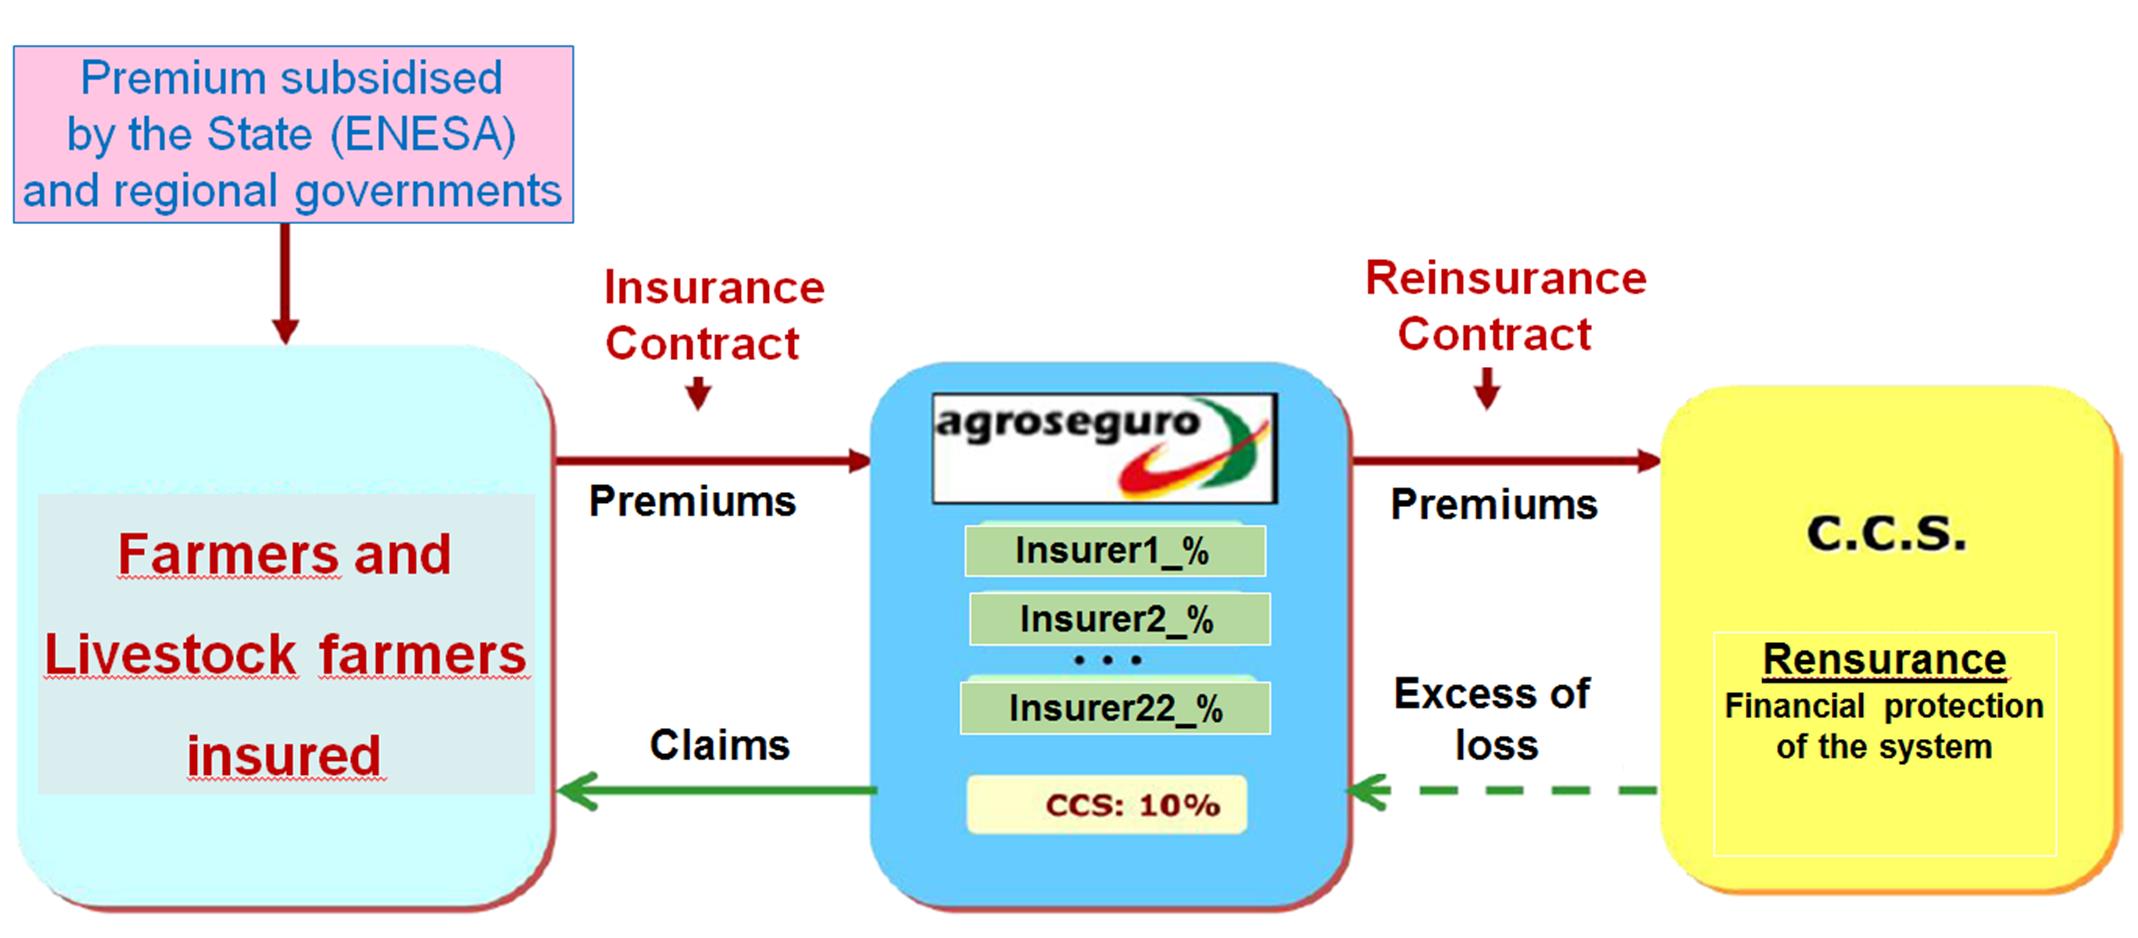 Premium subsidised
by the State (ENESA)
and regional governments
Farmers and
Livestock farmers
insured
Insurance
Contract
Premiums
Claims
agroseguro
Insurer1_%
Insurer2_%
...
Insurer22_%
CCS: 10%
Reinsurance
Contract
Premiums
Excess of
loss
C.C.S.
Rensurance
Financial protection
of the system